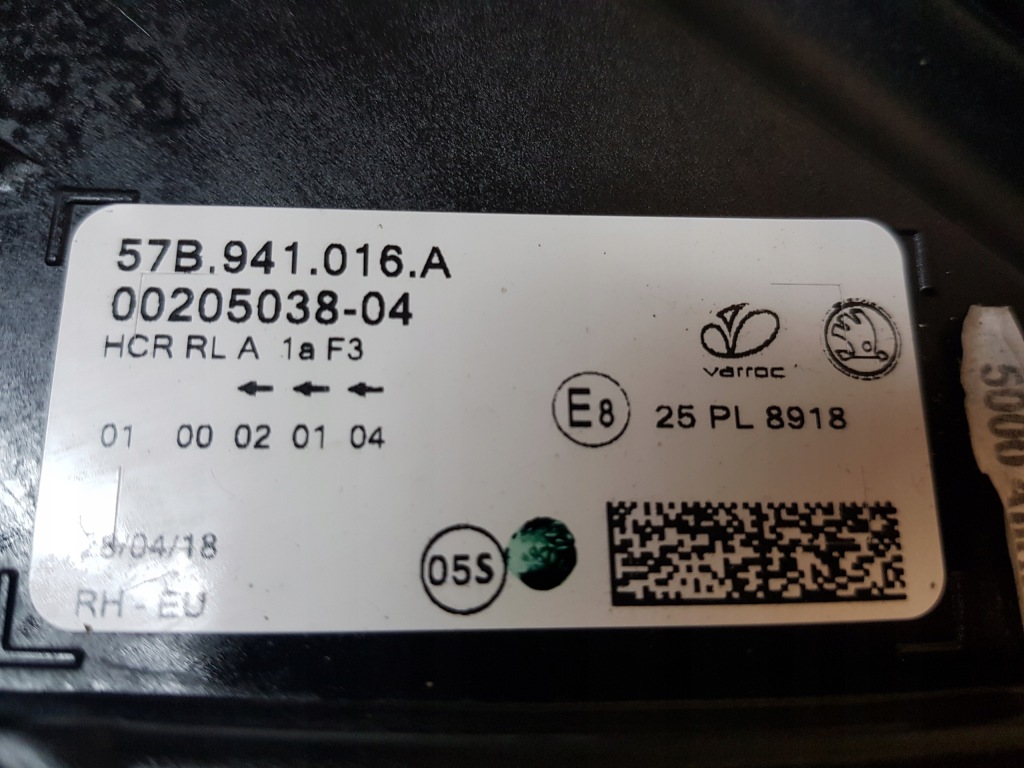 57B.941.016.A
00205038-04
HCR RL A 1a F3
← ← ←
01 00 02 01 04
varroc
E8
25 PL 8918
28/04/18
RH - EU
05S
5000